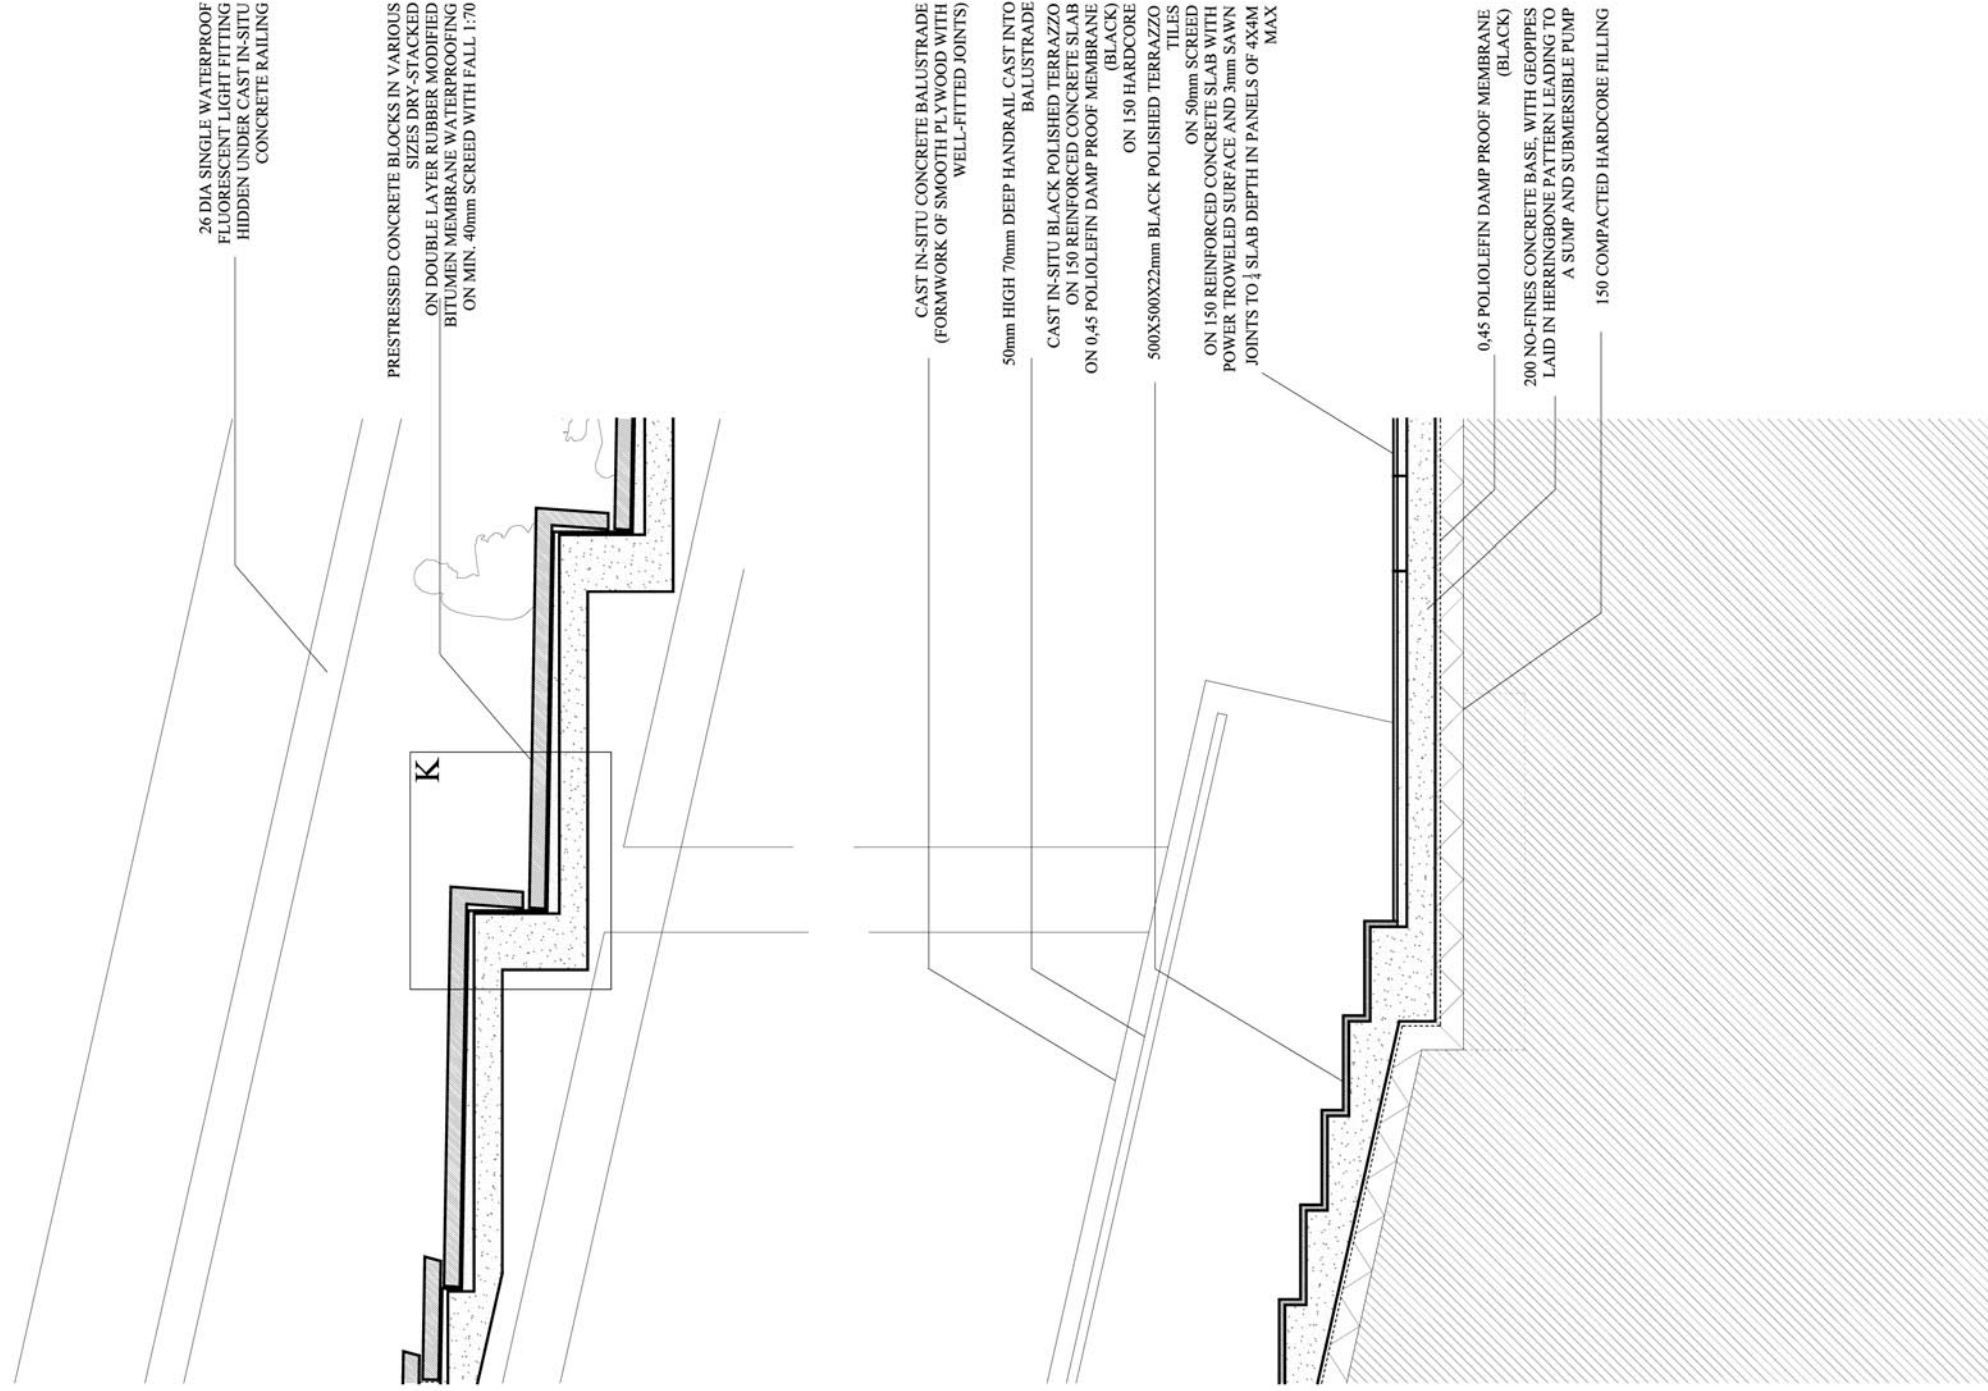 26 DIA SINGLE WATERPROOF
FLUORESCENT LIGHT FITTING
HIDDEN UNDER CAST IN-SITU
CONCRETE RAILING
PRESTRESSED CONCRETE BLOCKS IN VARIOUS
SIZES DRY-STACKED
ON DOUBLE LAYER RUBBER MODIFIED
BITUMEN MEMBRANE WATERPROOFING
ON MIN. 40mm SCREED WITH FALL 1:70
K
CAST IN-SITU CONCRETE BALUSTRADE
(FORMWORK OF SMOOTH PLYWOOD WITH
WELL-FITTED JOINTS)
50mm HIGH 70mm DEEP HANDRAIL CAST INTO
BALUSTRADE
CAST IN-SITU BLACK POLISHED TERRAZZO
ON 150 REINFORCED CONCRETE SLAB
ON 0,45 POLIOLEFIN DAMP PROOF MEMBRANE
(BLACK)
ON 150 HARDCORE
500X500X22mm BLACK POLISHED TERRAZZO
TILES
ON 50mm SCREED
ON 150 REINFORCED CONCRETE SLAB WITH
POWER TROWELED SURFACE AND 3mm SAWN
JOINTS TO ¼ SLAB DEPTH IN PANELS OF 4X4M
MAX
0,45 POLIOLEFIN DAMP PROOF MEMBRANE
(BLACK)
200 NO-FINES CONCRETE BASE, WITH GEOPIPES
LAID IN HERRINGBONE PATTERN LEADING TO
A SUMP AND SUBMERSIBLE PUMP
150 COMPACTED HARDCORE FILLING